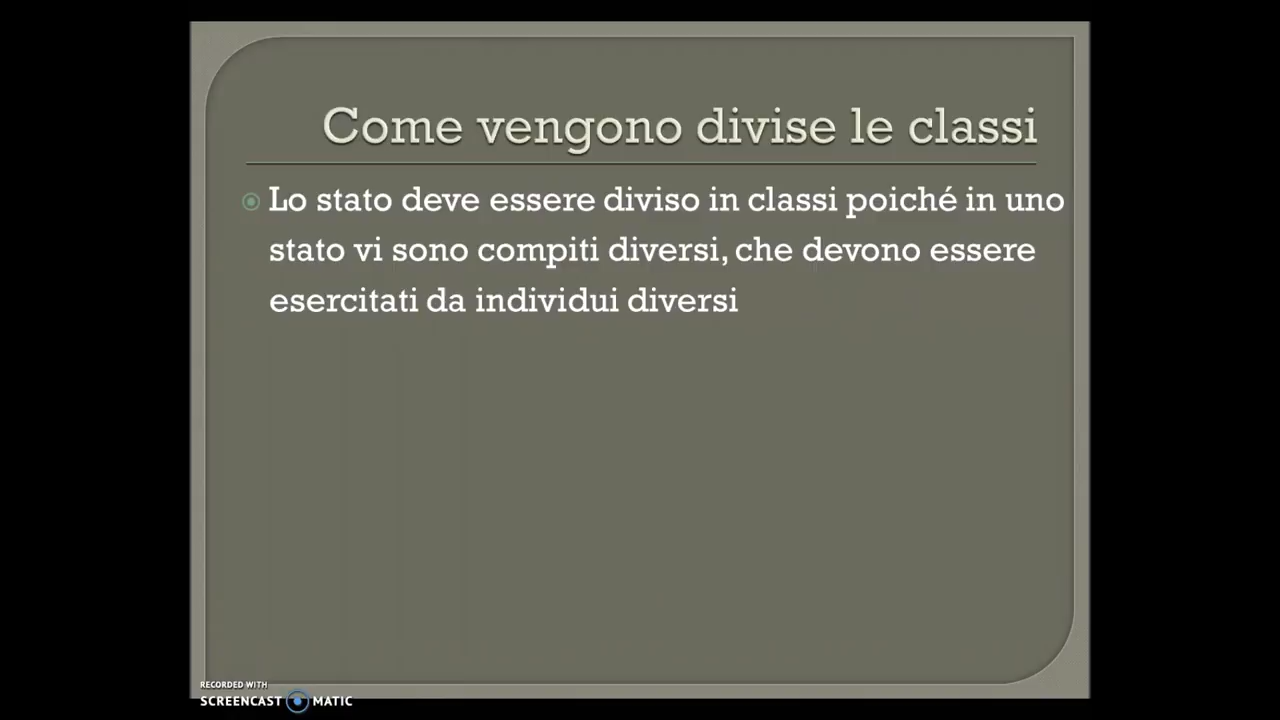 Come vengono divise le classi
Lo stato deve essere diviso in classi poiché in uno
stato vi sono compiti diversi, che devono essere
esercitati da individui diversi
RECORDED WITH
SCREENCAST MATIC